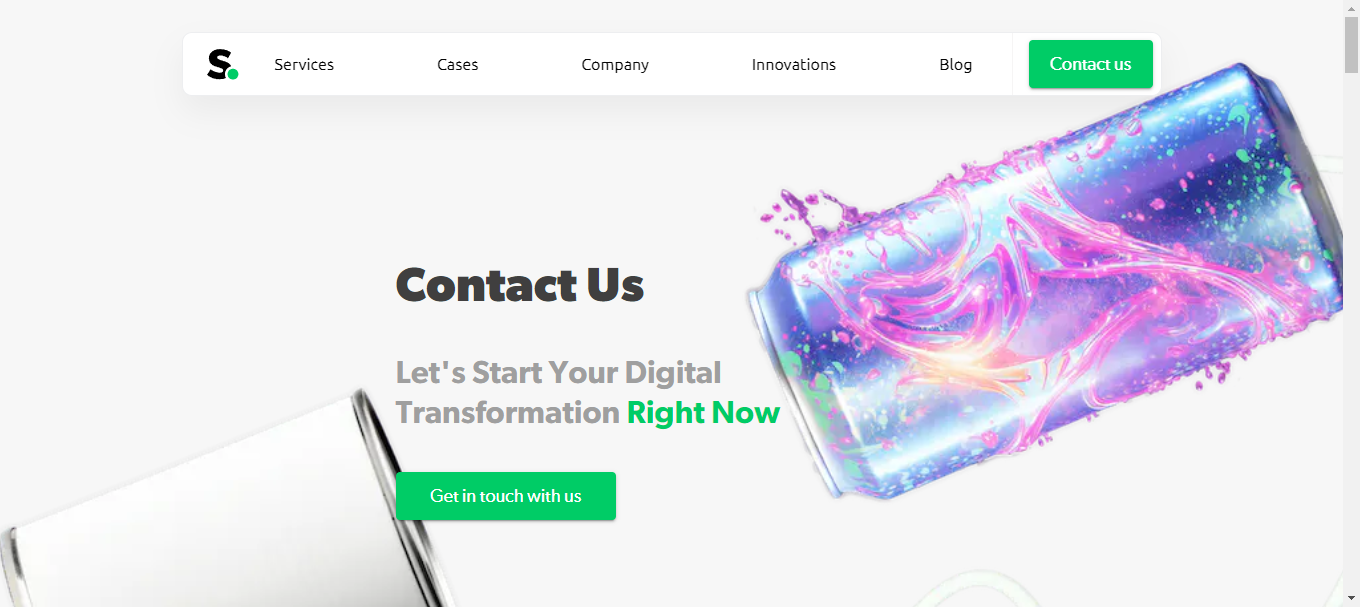 S.
Services
Cases
Company
Innovations
Blog
Contact us
Contact Us
Let's Start Your Digital
Transformation Right Now
Get in touch with us